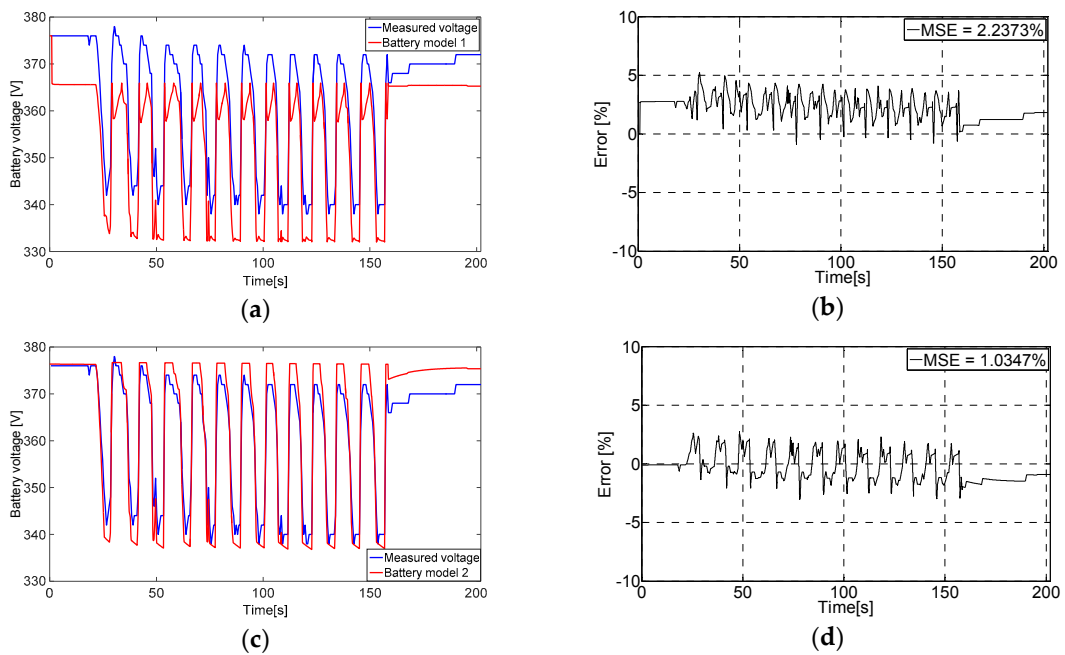 (a)
380
370
360
350
340
330
Battery voltage [V]
Measured voltage
Battery model 1
0
50
100
150
200
Time[s]
(b)
10
5
0
-5
-10
Error [%]
MSE = 2.2373%
0
50
100
150
200
Time[s]
(c)
380
370
360
350
340
330
Battery voltage [V]
Measured voltage
Battery model 2
0
50
100
150
200
Time[s]
(d)
10
5
0
-5
-10
Error [%]
MSE = 1.0347%
0
50
100
150
200
Time[s]